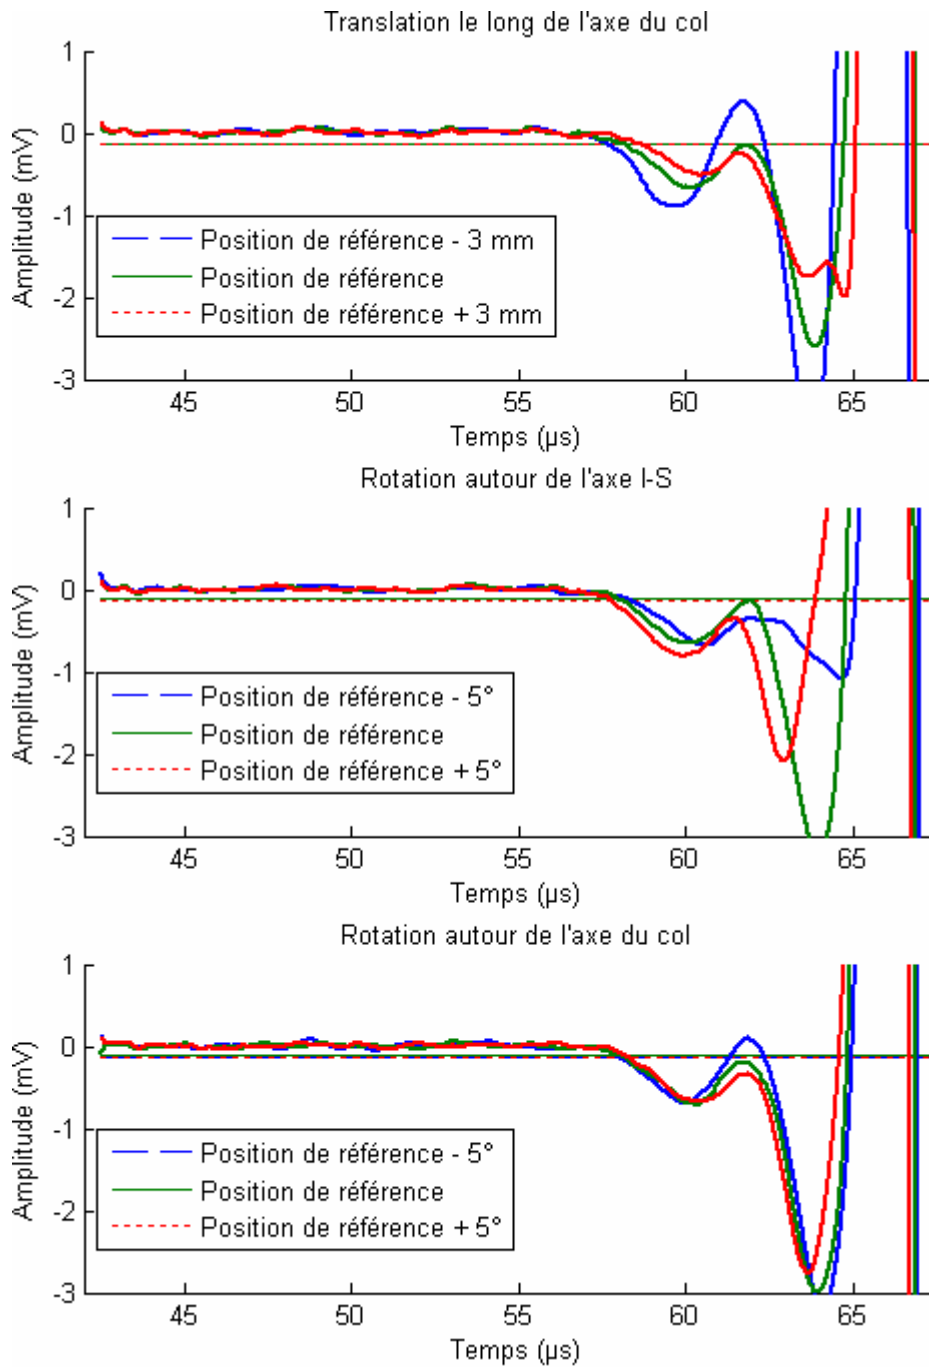 Translation le long de l'axe du col
1
0
-1
-2
-3
Amplitude (mV)
Position de référence - 3 mm
Position de référence
Position de référence + 3 mm
45 50 55 60 65
Temps (µs)
Rotation autour de l'axe I-S
1
0
-1
-2
-3
Amplitude (mV)
Position de référence - 5°
Position de référence
Position de référence + 5°
45 50 55 60 65
Temps (µs)
Rotation autour de l'axe du col
1
0
-1
-2
-3
Amplitude (mV)
Position de référence - 5°
Position de référence
Position de référence + 5°
45 50 55 60 65
Temps (µs)